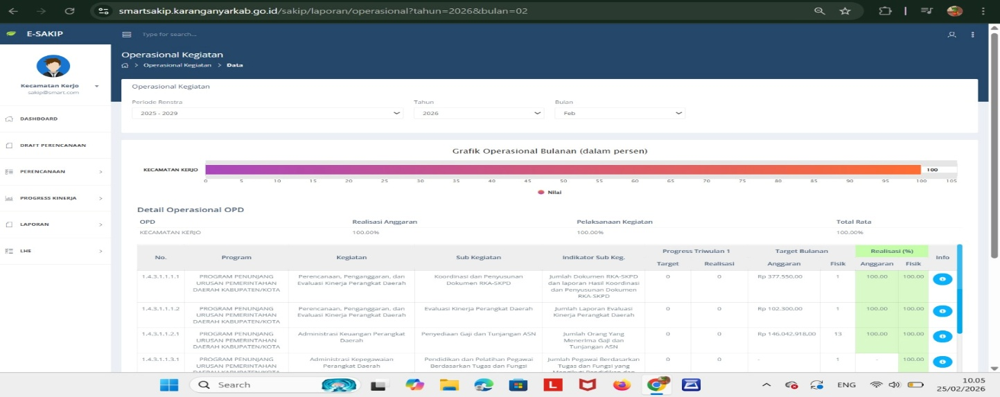 smartsakip.karanganyarkab.go.id/sakip/laporan/operasional?tahun=2026&bulan=02
E-SAKIP
Type for search...
Kecamatan Kerjo
sakip@smart.com
DASHBOARD
DRAFT PERENCANAAN
PERENCANAAN
PROGRESS KINERJA
LAPORAN
LHE
Operasional Kegiatan
> Operasional Kegiatan > Data
Operasional Kegiatan
Periode Renstra Tahun Bulan
2025 - 2029 2026 Feb
Grafik Operasional Bulanan (dalam persen)
KECAMATAN KERJO 100
0 5 10 15 20 25 30 35 40 45 50 55 60 65 70 75 80 85 90 95 100 105
Nilai
Detail Operasional OPD
OPD Realisasi Anggaran Pelaksanaan Kegiatan Total Rata
KECAMATAN KERJO 100.00% 100.00% 100.00%
No. Program Kegiatan Sub Kegiatan Indikator Sub Keg. Progress Triwulan 1 Target Bulanan Realisasi (%) Info
Target Realisasi Anggaran Fisik Anggaran Fisik
1.4.3.1.1.1.1 PROGRAM PENUNJANG Perencanaan, Penganggaran, dan Koordinasi dan Penyusunan Jumlah Dokumen RKA-SKPD 0 0 Rp 377.550,00 1 100.00 100.00
URUSAN PEMERINTAHAN Evaluasi Kinerja Perangkat Daerah Dokumen RKA-SKPD dan laporan Hasil Koordinasi
DAERAH KABUPATEN/KOTA dan Penyusunan Dokumen
RKA-SKPD
1.4.3.1.1.1.2 PROGRAM PENUNJANG Perencanaan, Penganggaran, dan Evaluasi Kinerja Perangkat Daerah Jumlah Laporan Evaluasi 0 0 Rp 102.300,00 1 100.00 100.00
URUSAN PEMERINTAHAN Evaluasi Kinerja Perangkat Daerah Kinerja Perangkat Daerah
DAERAH KABUPATEN/KOTA
1.4.3.1.1.2.1 PROGRAM PENUNJANG Administrasi Keuangan Perangkat Penyediaan Gaji dan Tunjangan ASN Jumlah Orang Yang 0 0 Rp 146.042.918,00 13 100.00 100.00
URUSAN PEMERINTAHAN Daerah Menerima Gaji dan
DAERAH KABUPATEN/KOTA Tunjangan ASN
1.4.3.1.1.3.1 PROGRAM PENUNJANG Administrasi Kepegawaian Pendidikan dan Pelatihan Pegawai Jumlah Pegawai Berdasarkan 0 0 - 1 - 100.00
URUSAN PEMERINTAHAN Perangkat Daerah Berdasarkan Tugas dan Fungsi Tugas dan Fungsi yang
DAERAH KABUPATEN/KOTA Mengikuti Pendidikan dan
Search
L
ENG
10.05
25/02/2026